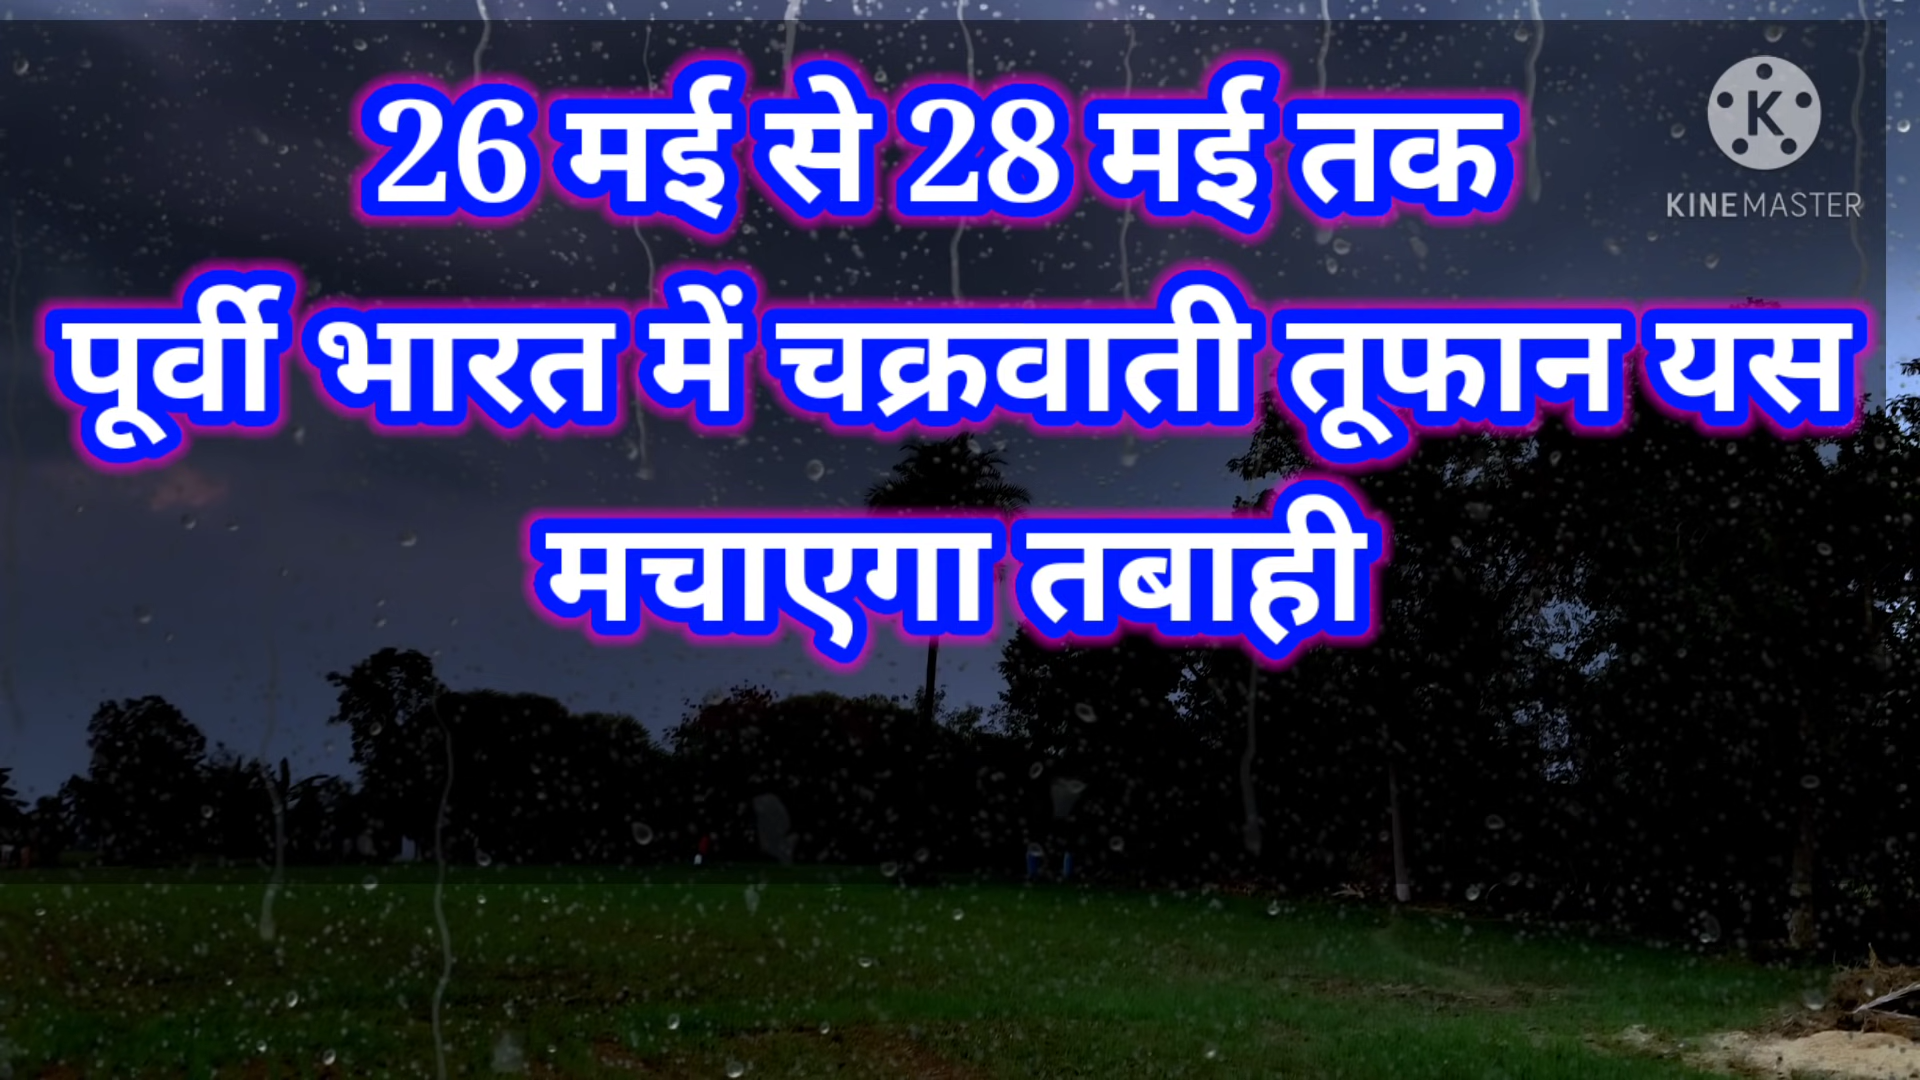 26 मई से 28 मई तक
पूर्वी भारत में चक्रवाती तूफान यस
मचाएगा तबाही
KINEMASTER